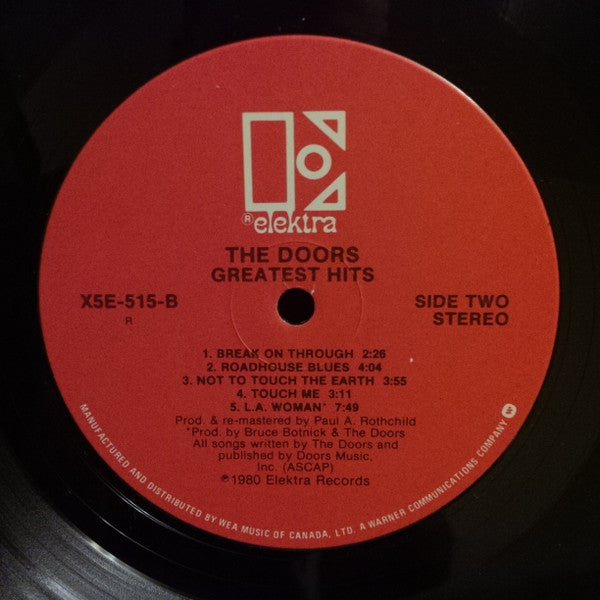 ® elektra
THE DOORS
GREATEST HITS
X5E-515-B
R
SIDE TWO
STEREO
1. BREAK ON THROUGH 2:26
2. ROADHOUSE BLUES 4:04
3. NOT TO TOUCH THE EARTH 3:55
4. TOUCH ME 3:11
5. L.A. WOMAN* 7:49
Prod. & re-mastered by Paul A. Rothchild
*Prod. by Bruce Botnick & The Doors
All songs written by The Doors and
published by Doors Music,
Inc. (ASCAP)
℗1980 Elektra Records
MANUFACTURED AND DISTRIBUTED BY WEA MUSIC OF CANADA, LTD. A WARNER COMMUNICATIONS COMPANY